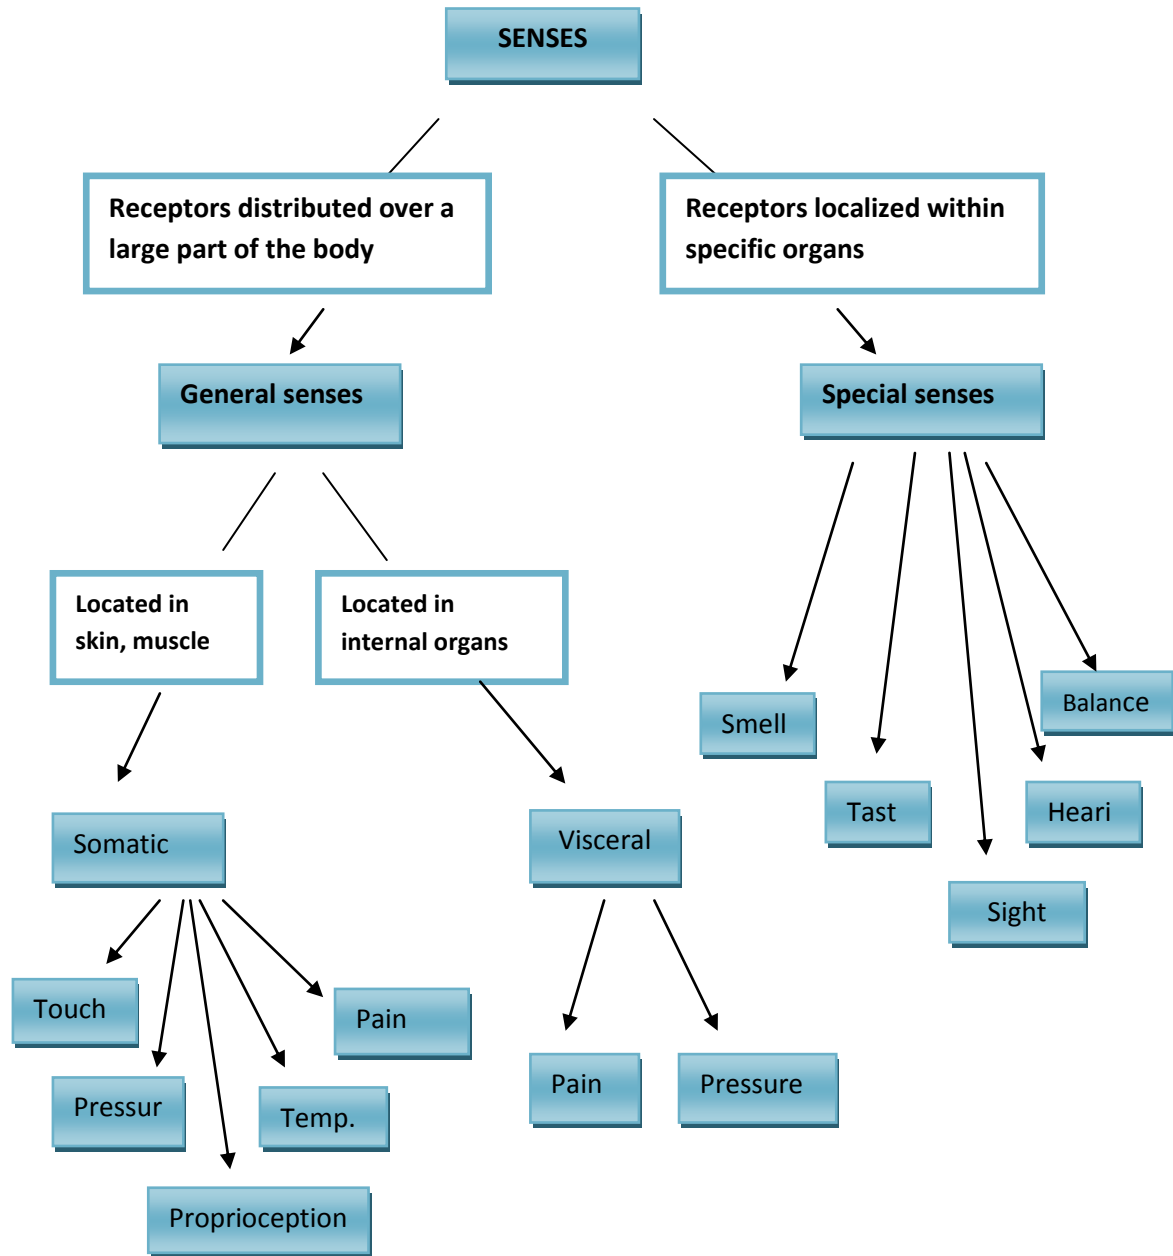 SENSES
Receptors distributed over a
large part of the body
Receptors localized within
specific organs
General senses
Special senses
Located in
skin, muscle
Located in
internal organs
Smell
Balance
Tast
Heari
Sight
Somatic
Visceral
Touch
Pain
Pressur
Temp.
Proprioception
Pain
Pressure